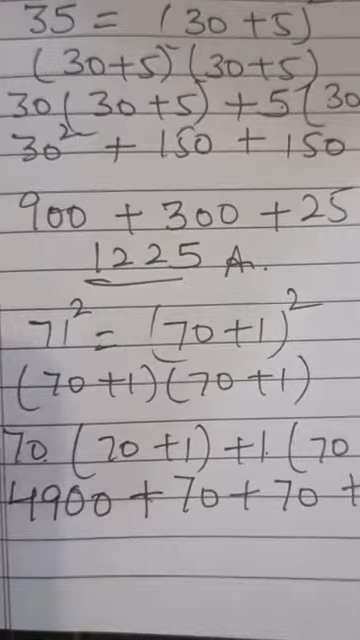 35 = (30+5)
(30+5)(30+5)
30(30+5)+5(30
30² + 150 + 150
900 + 300 + 25
1225 A.
71² = (70+1)²
(70+1)(70+1)
70.(70+1)+1.(70
4900+70+70+